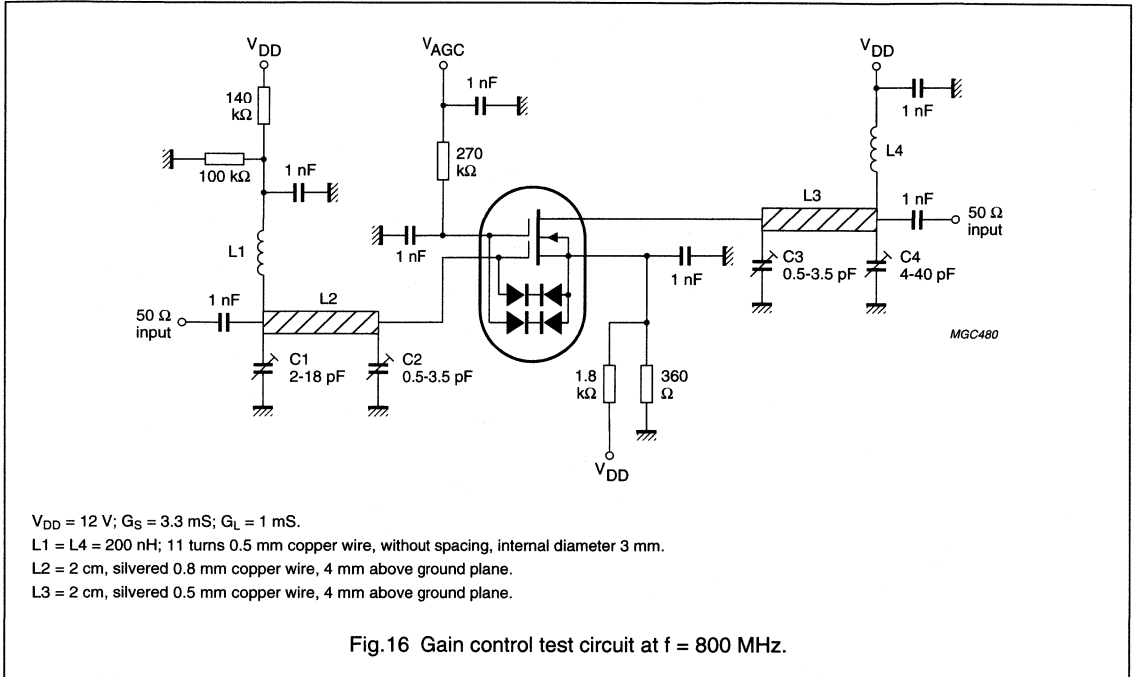 VDD
VAGC
VDD
140
kΩ
1 nF
1 nF
100 kΩ
1 nF
270
kΩ
L4
L1
1 nF
L3
1 nF
50 Ω
input
1 nF
50 Ω
input
L2
1 nF
C3
0.5-3.5 pF
C4
4-40 pF
MGC480
C1
2-18 pF
C2
0.5-3.5 pF
1.8
kΩ
360
Ω
VDD
VDD = 12 V; GS = 3.3 mS; GL = 1 mS.
L1 = L4 = 200 nH; 11 turns 0.5 mm copper wire, without spacing, internal diameter 3 mm.
L2 = 2 cm, silvered 0.8 mm copper wire, 4 mm above ground plane.
L3 = 2 cm, silvered 0.5 mm copper wire, 4 mm above ground plane.
Fig.16 Gain control test circuit at f = 800 MHz.